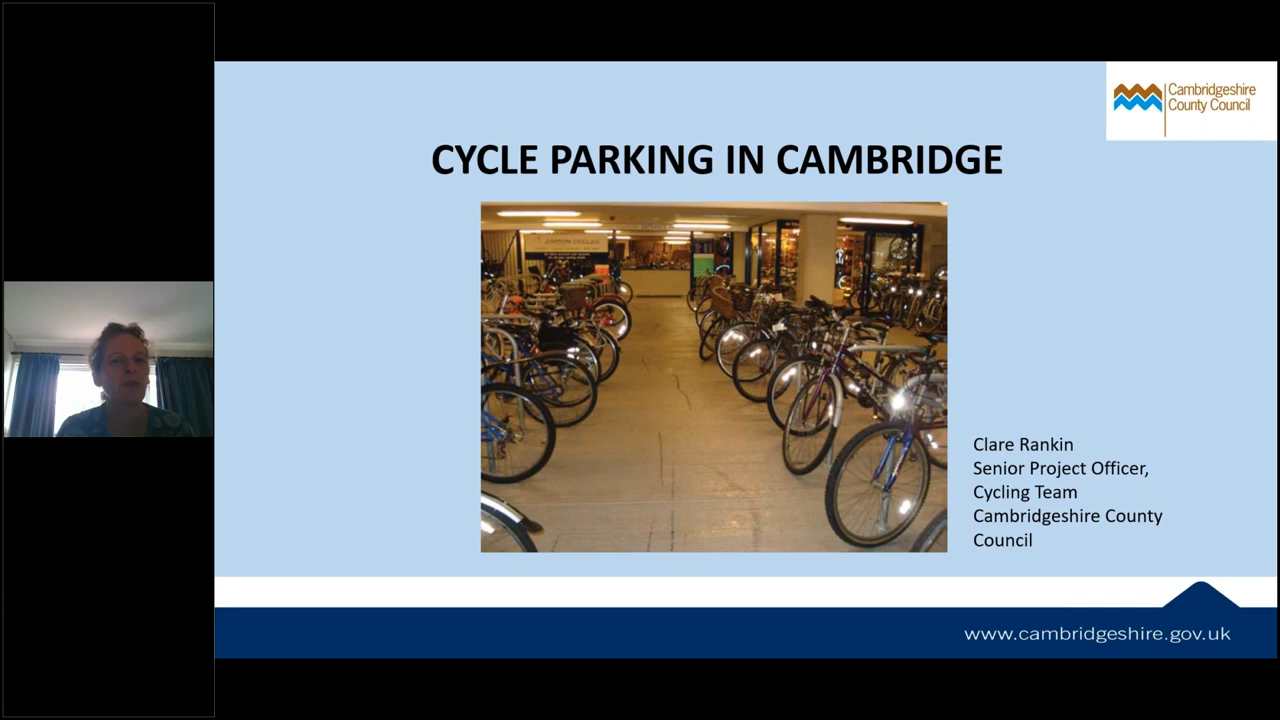 Cambridgeshire
County Council
CYCLE PARKING IN CAMBRIDGE
Clare Rankin
Senior Project Officer,
Cycling Team
Cambridgeshire County
Council
www.cambridgeshire.gov.uk